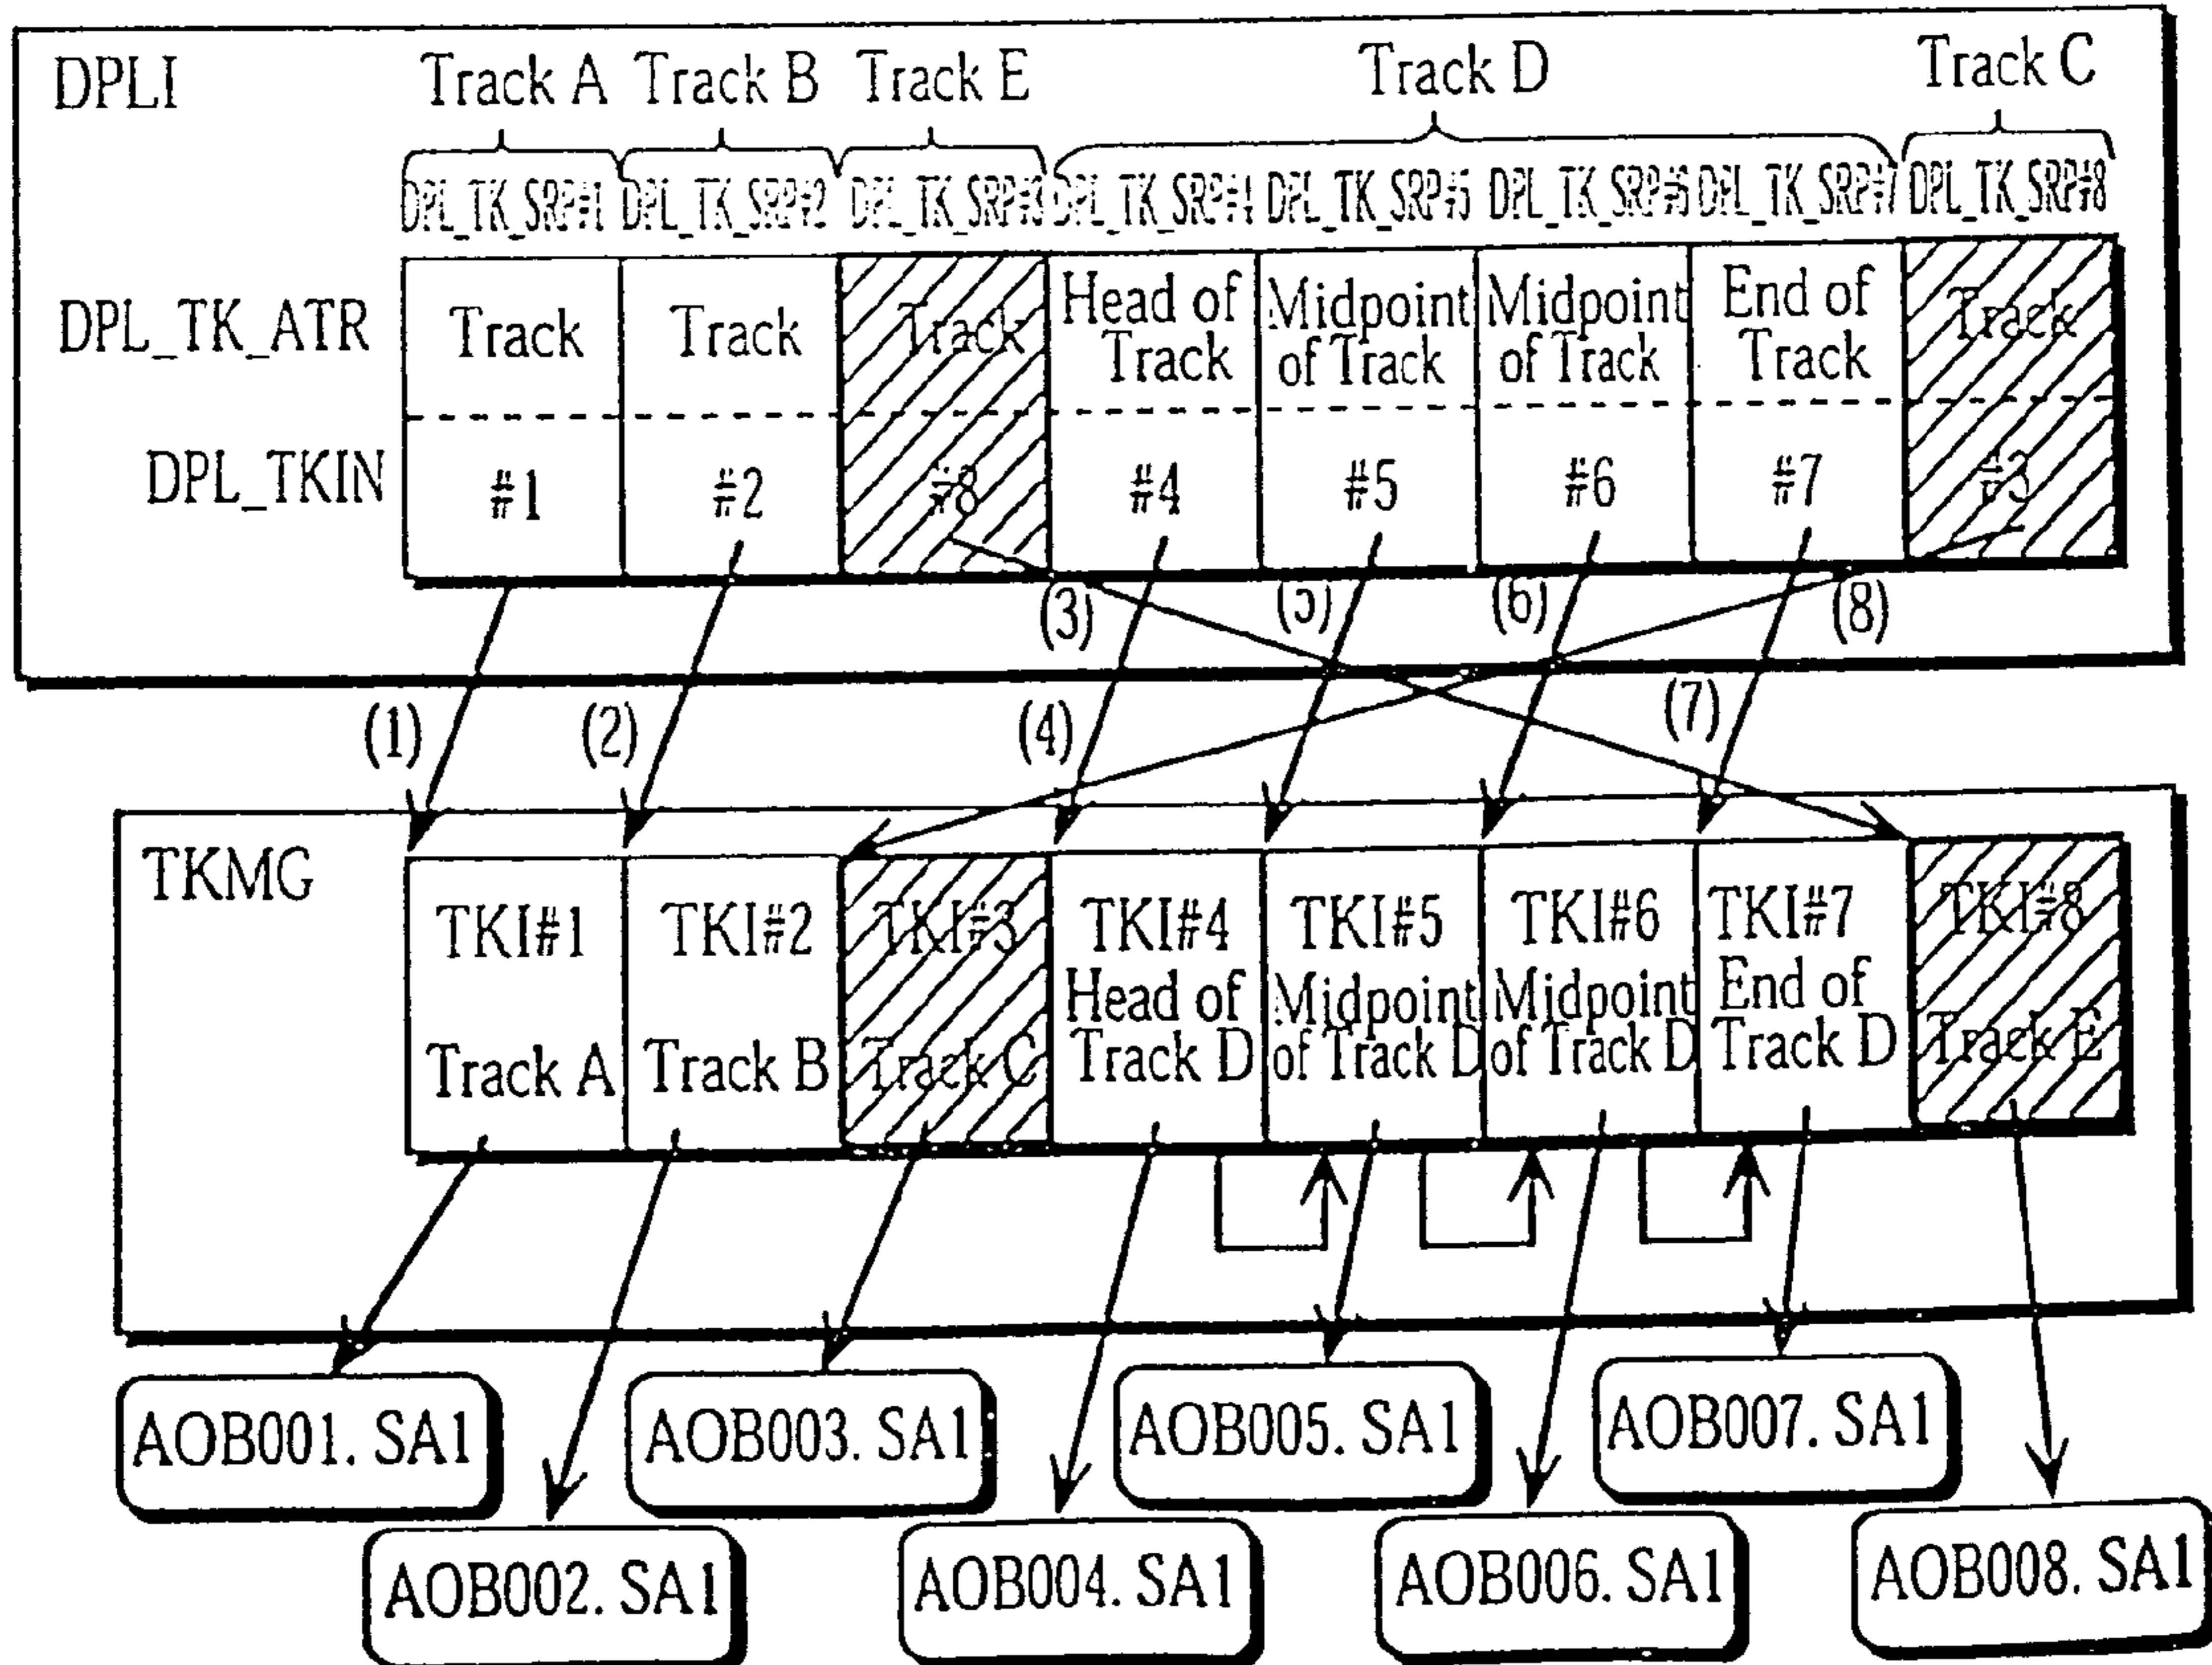 DPLI
Track A Track B Track E Track D Track C
DPL_TK_SRP#1 DPL_TK_SRP#2 DPL_TK_SRP#3 DPL_TK_SRP#4 DPL_TK_SRP#5 DPL_TK_SRP#6 DPL_TK_SRP#7 DPL_TK_SRP#8
DPL_TK_ATR
Track
Track
Track
Head of
Track
Midpoint
of Track
Midpoint
of Track
End of
Track
Track
DPL_TKIN
#1 #2 #8 #4 #5 #6 #7 #3
(3) (5) (6) (8)
(1) (2) (4) (7)
TKMG
TKI#1
Track A
TKI#2
Track B
TKI#3
Track C
TKI#4
Head of
Track D
TKI#5
Midpoint
of Track D
TKI#6
Midpoint
of Track D
TKI#7
End of
Track D
TKI#8
Track E
AOB001. SA1 AOB003. SA1 AOB005. SA1 AOB007. SA1
AOB002. SA1 AOB004. SA1 AOB006. SA1 AOB008. SA1